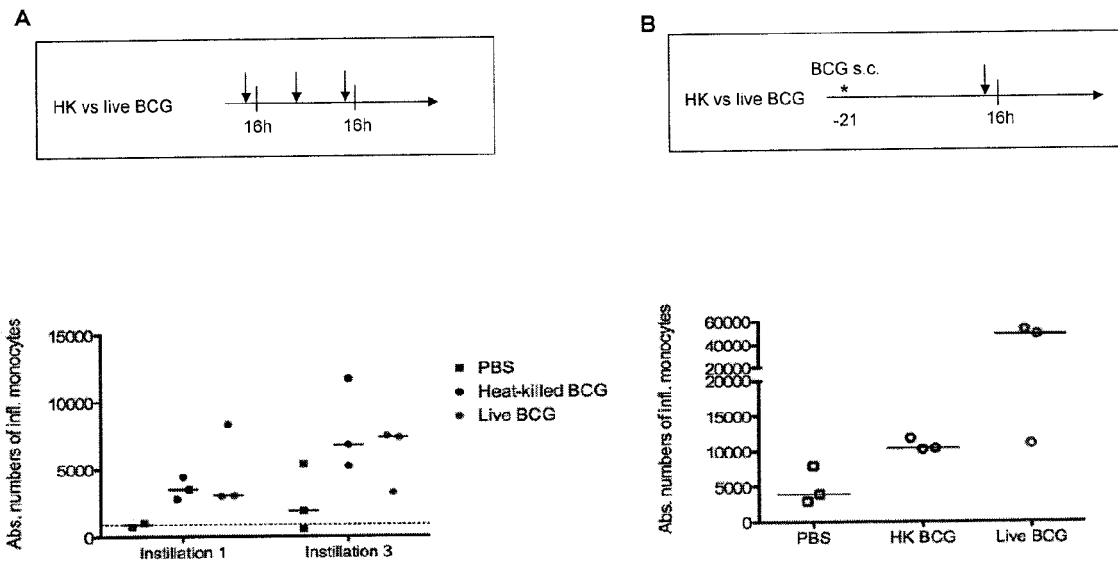 A
HK vs live BCG
16h
16h
Abs. numbers of infl. monocytes
15000
10000
5000
0
Instillation 1
Instillation 3
PBS
Heat-killed BCG
Live BCG
B
BCG s.c.
*
HK vs live BCG
-21
16h
Abs. numbers of infl. monocytes
60000
40000
20000
20000
15000
10000
5000
0
PBS
HK BCG
Live BCG